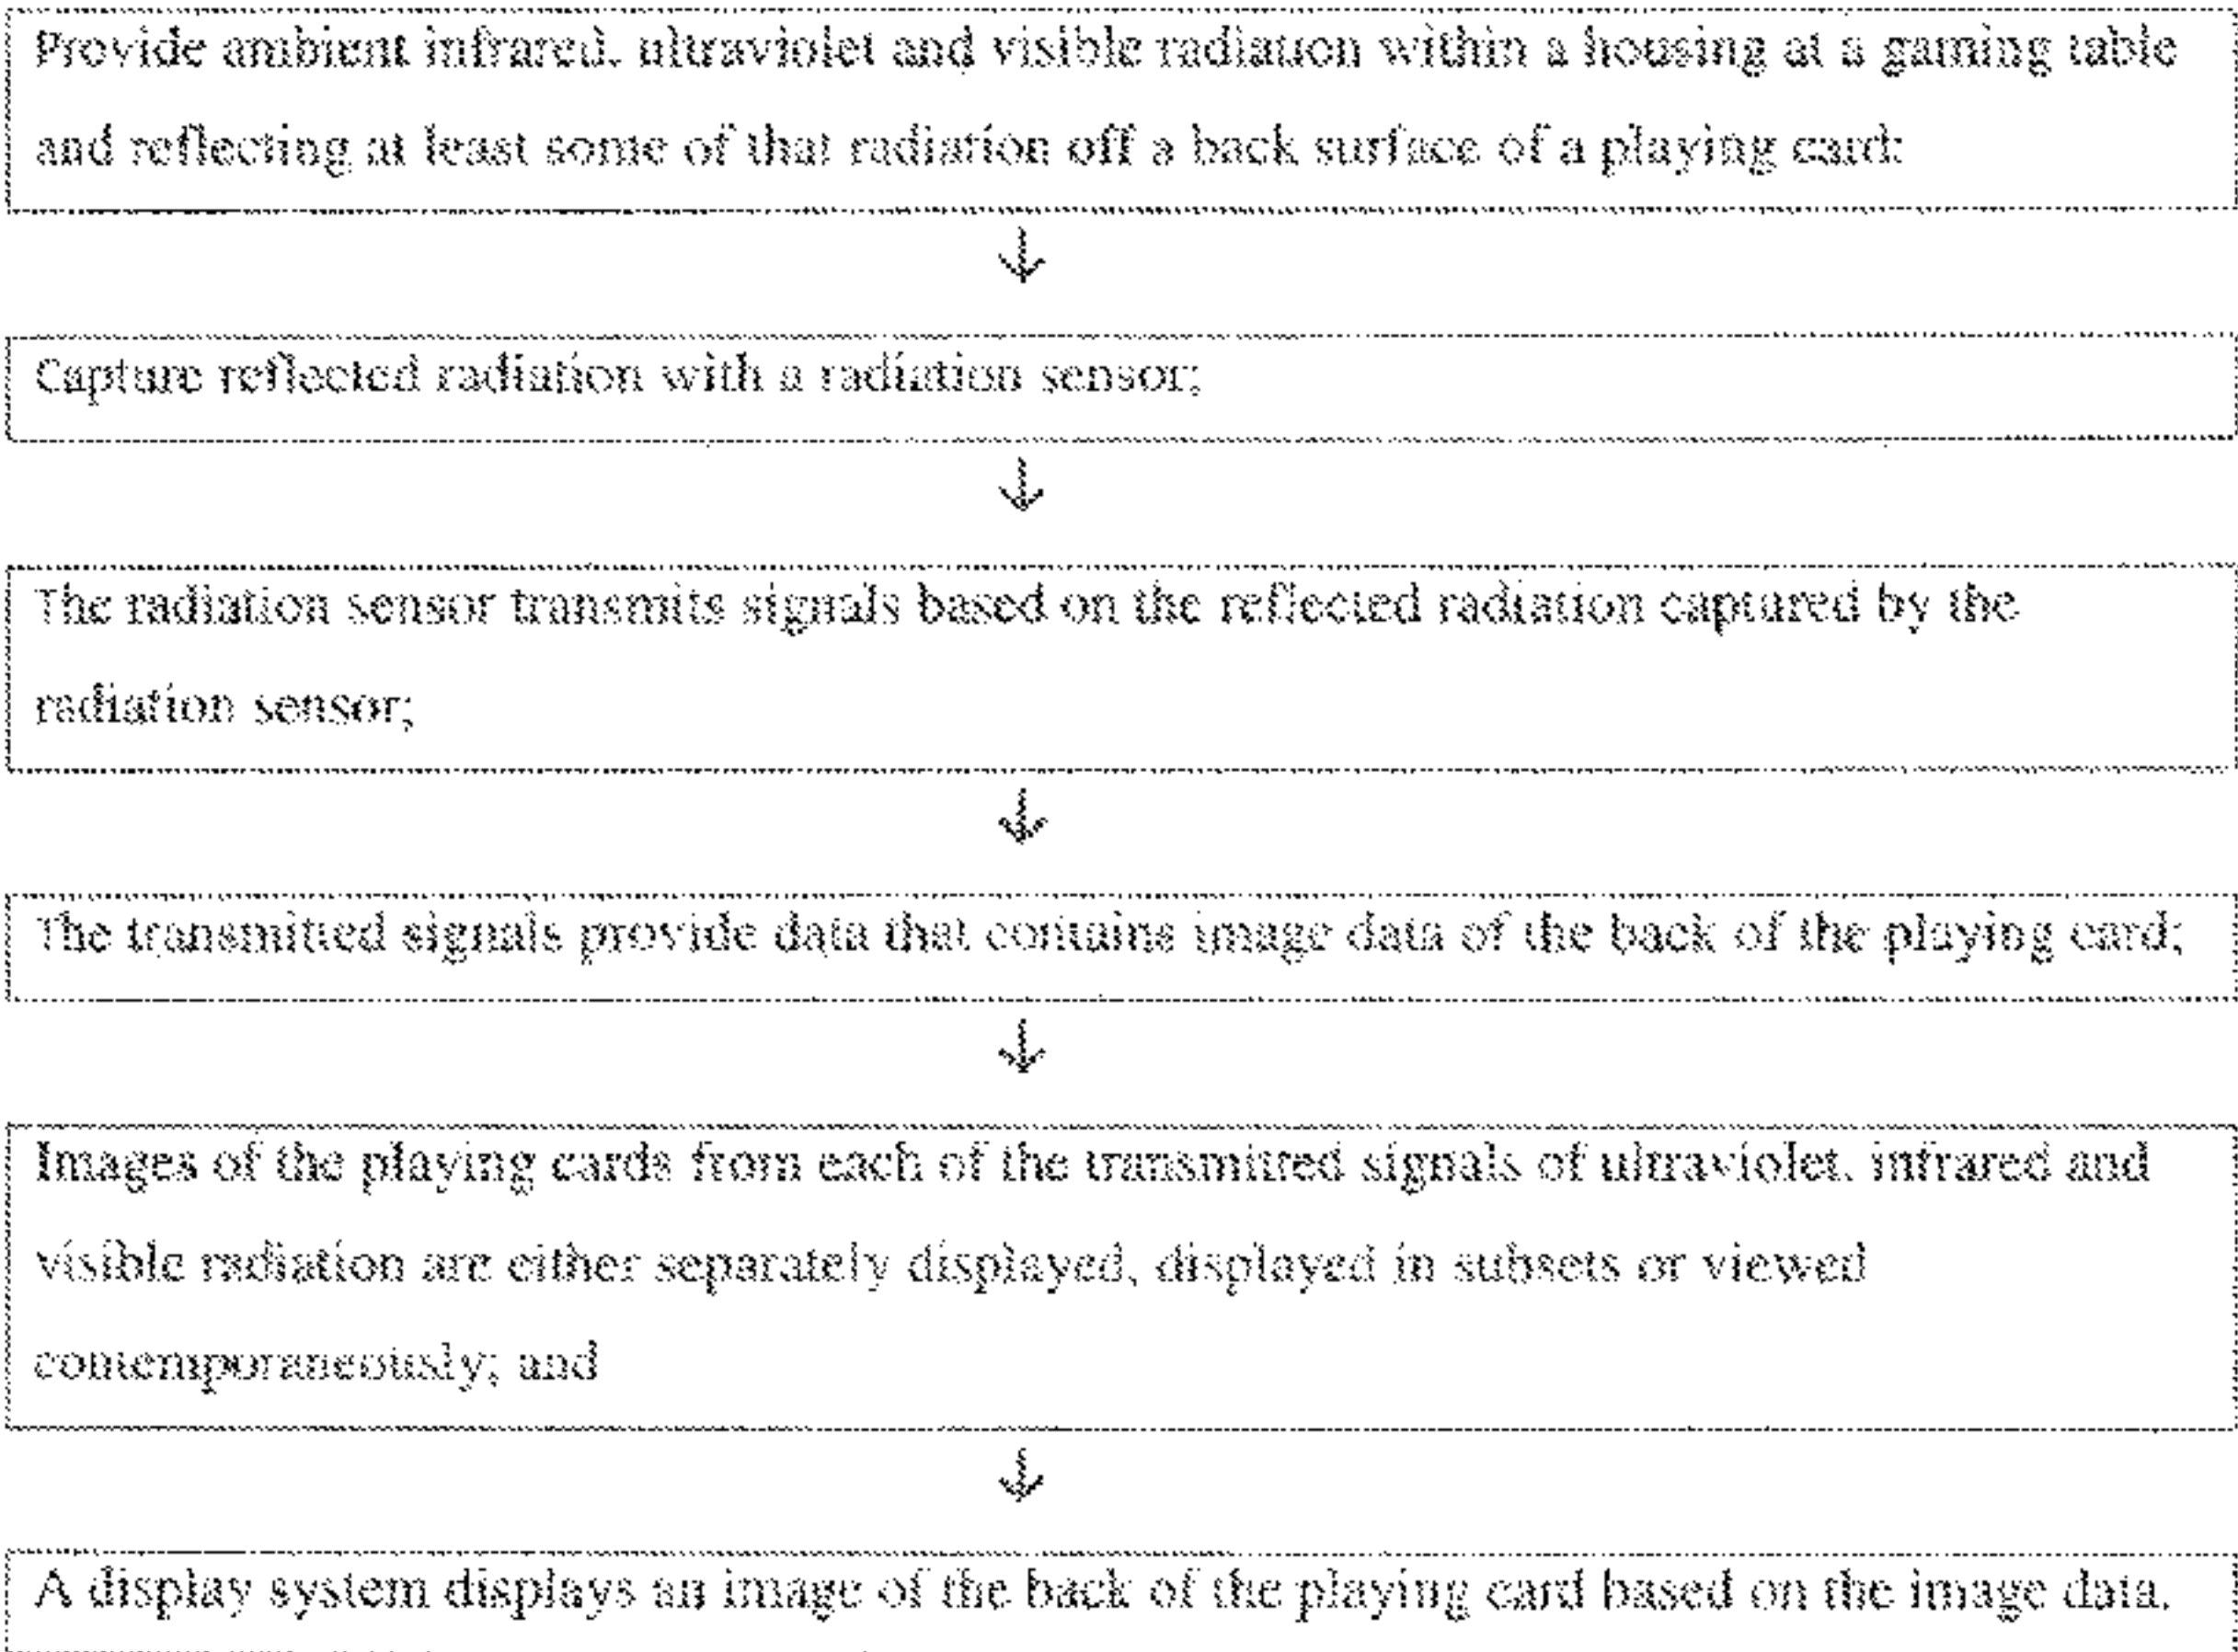 Provide ambient infrared, ultraviolet and visible radiation within a housing at a gaming table
and reflecting at least some of that radiation off a back surface of a playing card;
Capture reflected radiation with a radiation sensor;
The radiation sensor transmits signals based on the reflected radiation captured by the
radiation sensor;
The transmitted signals provide data that contains image data of the back of the playing card;
Images of the playing cards from each of the transmitted signals of ultraviolet, infrared and
visible radiation are either separately displayed, displayed in subsets or viewed
contemporaneously; and
A display system displays an image of the back of the playing card based on the image data.